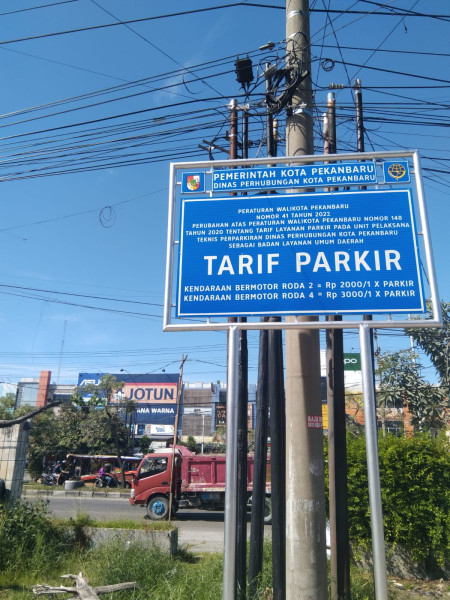 PEMERINTAH KOTA PEKANBARU
DINAS PERHUBUNGAN KOTA PEKANBARU
PERATURAN WALIKOTA PEKANBARU
NOMOR 41 TAHUN 2022
PERUBAHAN ATAS PERATURAN WALIKOTA PEKANBARU NOMOR 148
TAHUN 2020 TENTANG TARIF LAYANAN PARKIR PADA UNIT PELAKSANA
TEKNIS PERPARKIRAN DINAS PERHUBUNGAN KOTA PEKANBARU
SEBAGAI BADAN LAYANAN UMUM DAERAH
TARIF PARKIR
KENDARAAN BERMOTOR RODA 2 = Rp 2000/1 X PARKIR
KENDARAAN BERMOTOR RODA 4 = Rp 3000/1 X PARKIR
JOTUN
WARNA